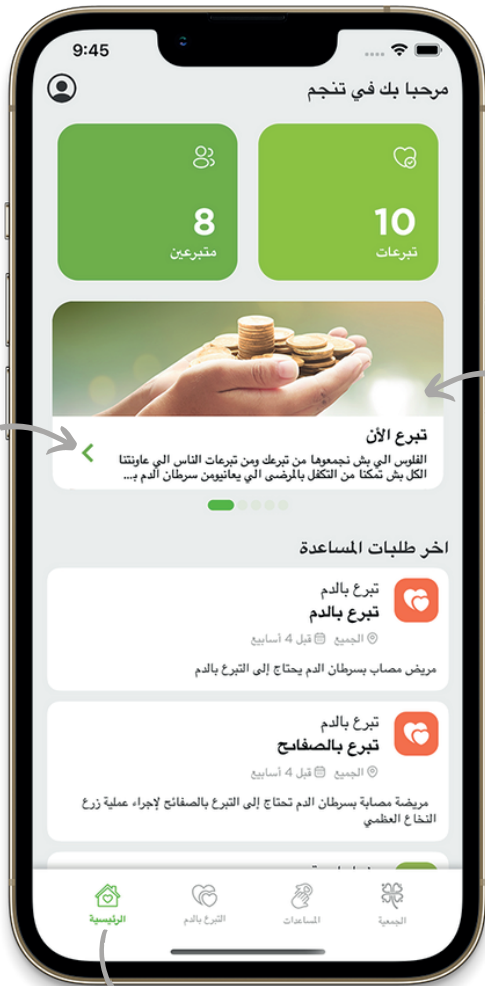 9:45
مرحبا بك في تنجم
10
تبرعات
8
متبرعين
تبرع الأن
الفلوس الي بش نجمعوها من تبرعك ومن تبرعات الناس الي عاونتنا
الكل بش تمكنا من التكفل بالمرضى الي يعانيومن سرطان الدم بـ...
اخر طلبات المساعدة
تبرع بالدم
تبرع بالدم
الجميع قبل 4 أسابيع
مريض مصاب بسرطان الدم يحتاج إلى التبرع بالدم
تبرع بالدم
تبرع بالصفائح
الجميع قبل 4 أسابيع
مريضة مصابة بسرطان الدم تحتاج إلى التبرع بالصفائح لإجراء عملية زرع
النخاع العظمي
الجمعية
المساعدات
التبرع بالدم
الرئيسية